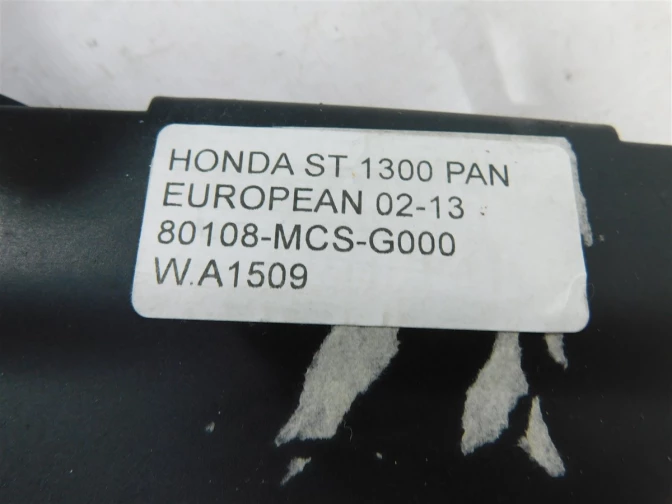 HONDA ST 1300 PAN
EUROPEAN 02-13
80108-MCS-G000
W.A1509